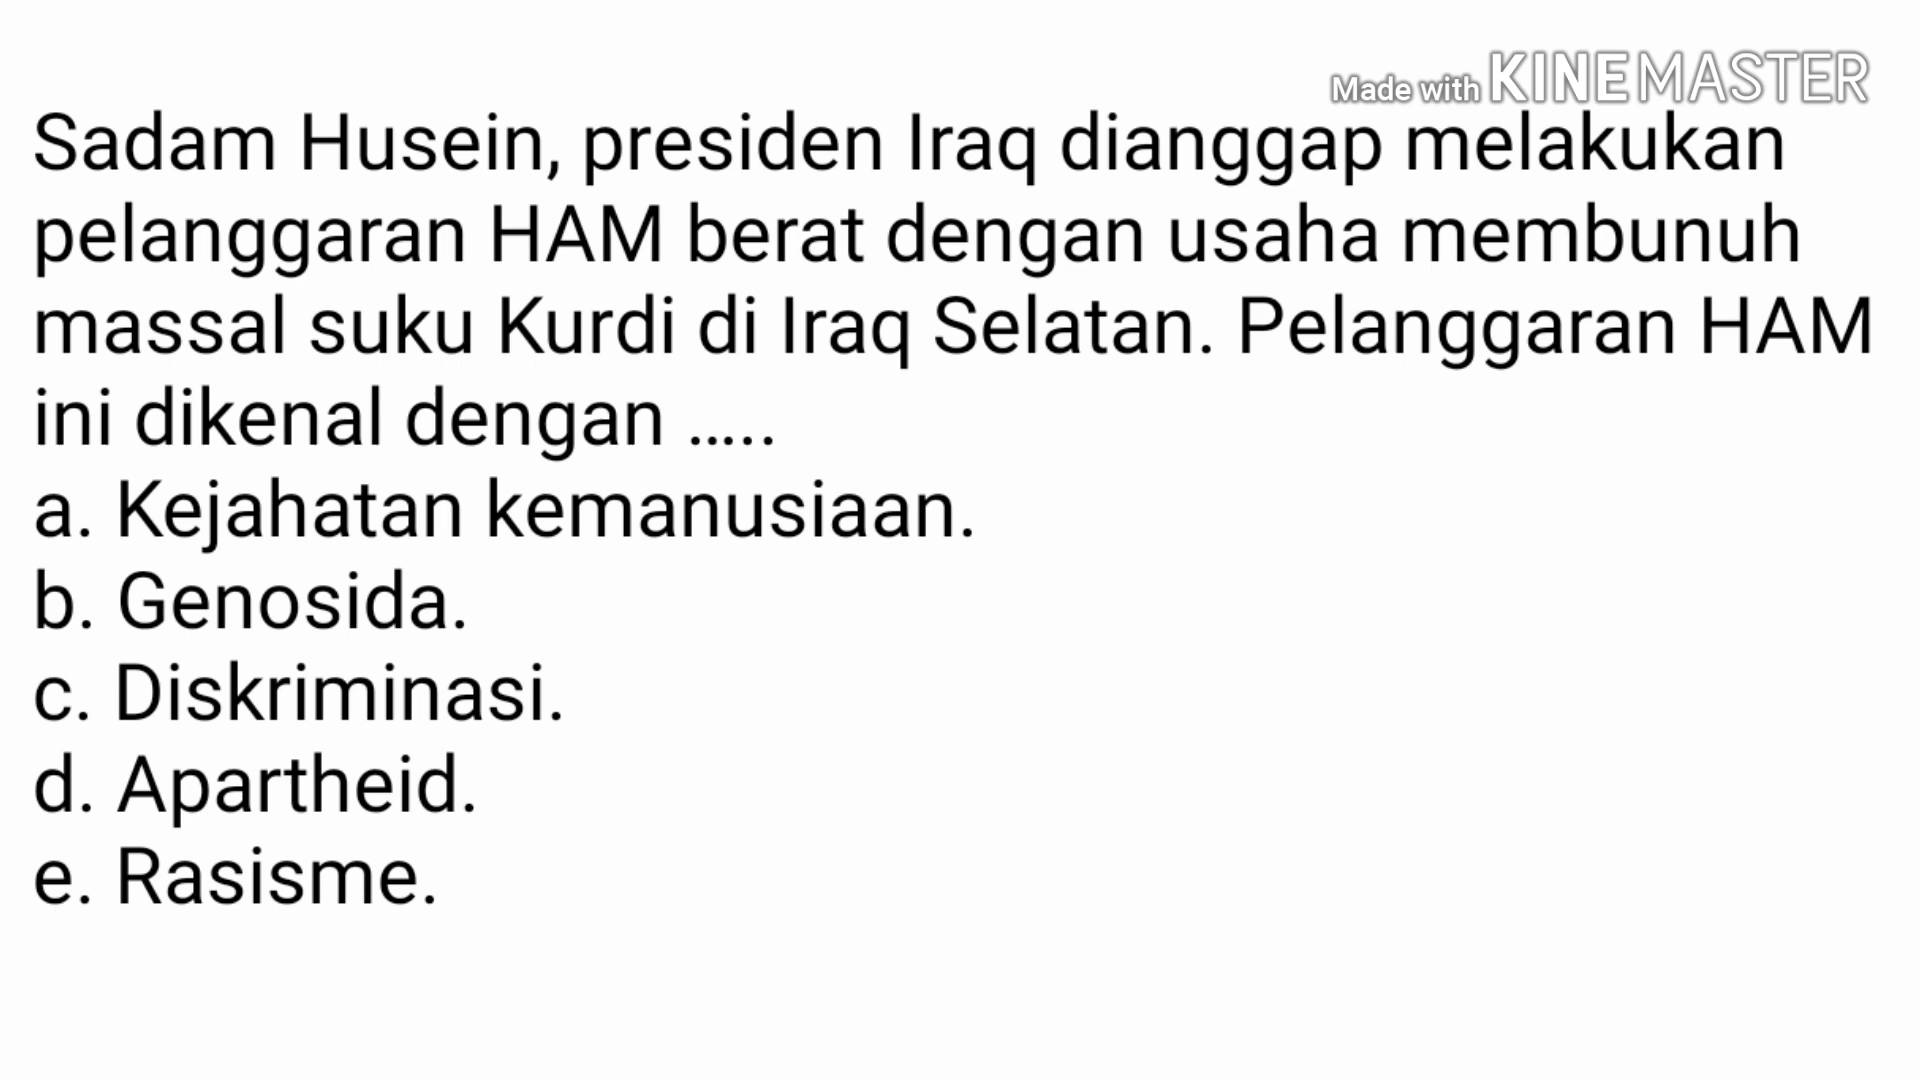 Made with KINEMASTER
Sadam Husein, presiden Iraq dianggap melakukan
pelanggaran HAM berat dengan usaha membunuh
massal suku Kurdi di Iraq Selatan. Pelanggaran HAM
ini dikenal dengan .....
a. Kejahatan kemanusiaan.
b. Genosida.
c. Diskriminasi.
d. Apartheid.
e. Rasisme.